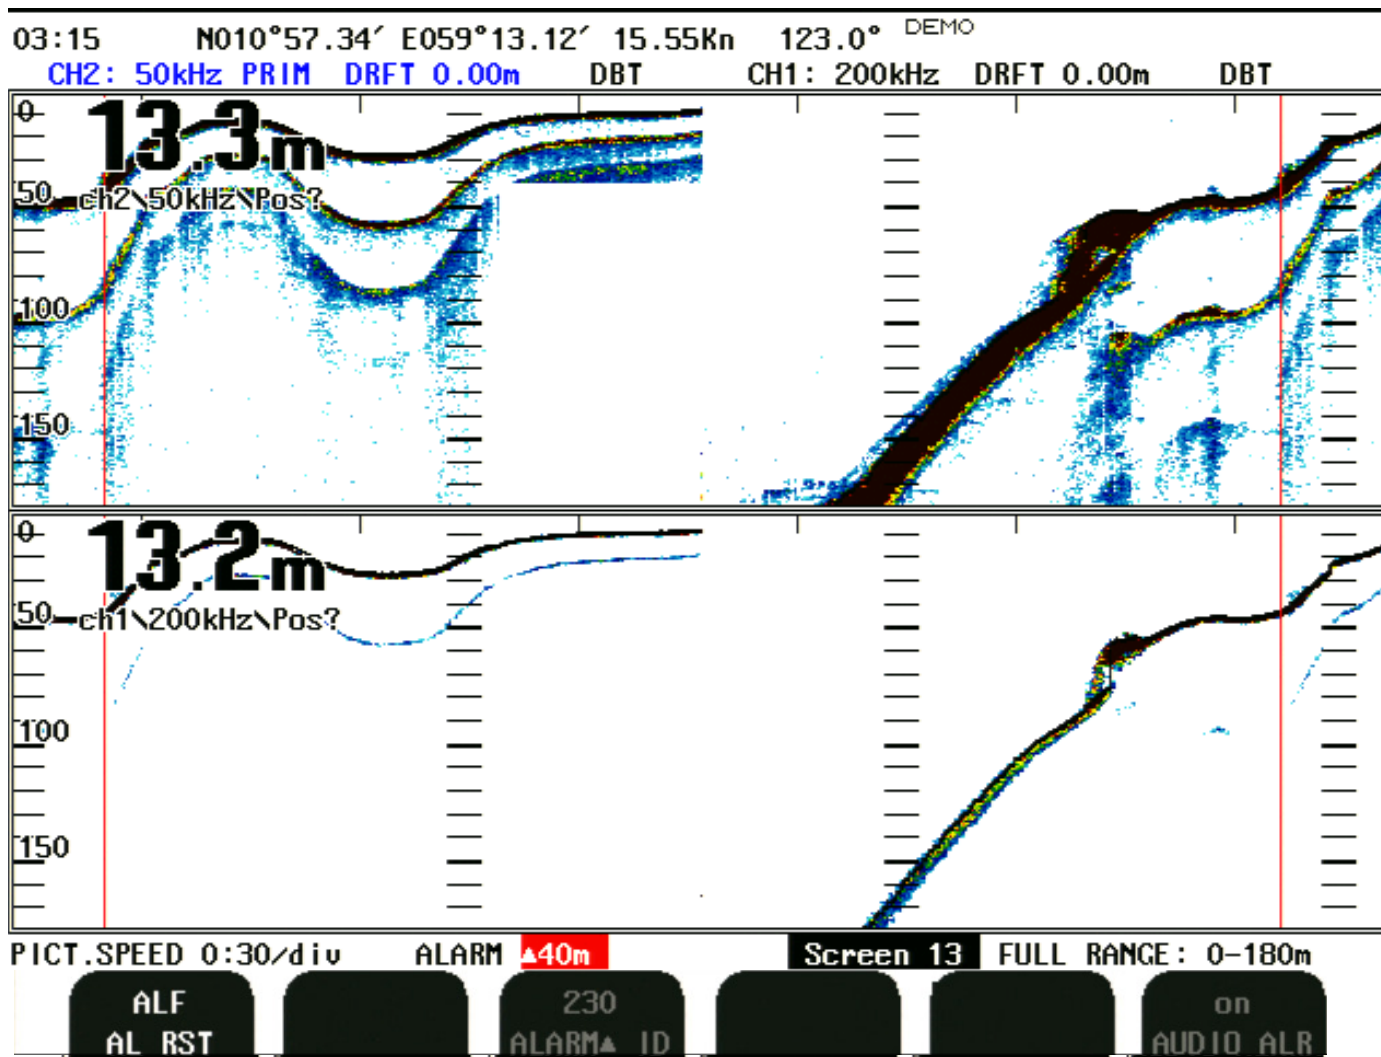 03:15 N010°57.34′ E059°13.12′ 15.55Kn 123.0° DEMO
CH2: 50kHz PRIM DRFT 0.00m DBT CH1: 200kHz DRFT 0.00m DBT
0
13.3m
50
ch2\50kHz\Pos?
100
150
0
13.2m
50
ch1\200kHz\Pos?
100
150
PICT.SPEED 0:30/div ALARM ▲40m Screen 13 FULL RANGE: 0-180m
ALF 230 on
AL RST ALARM▲ ID AUDIO ALR